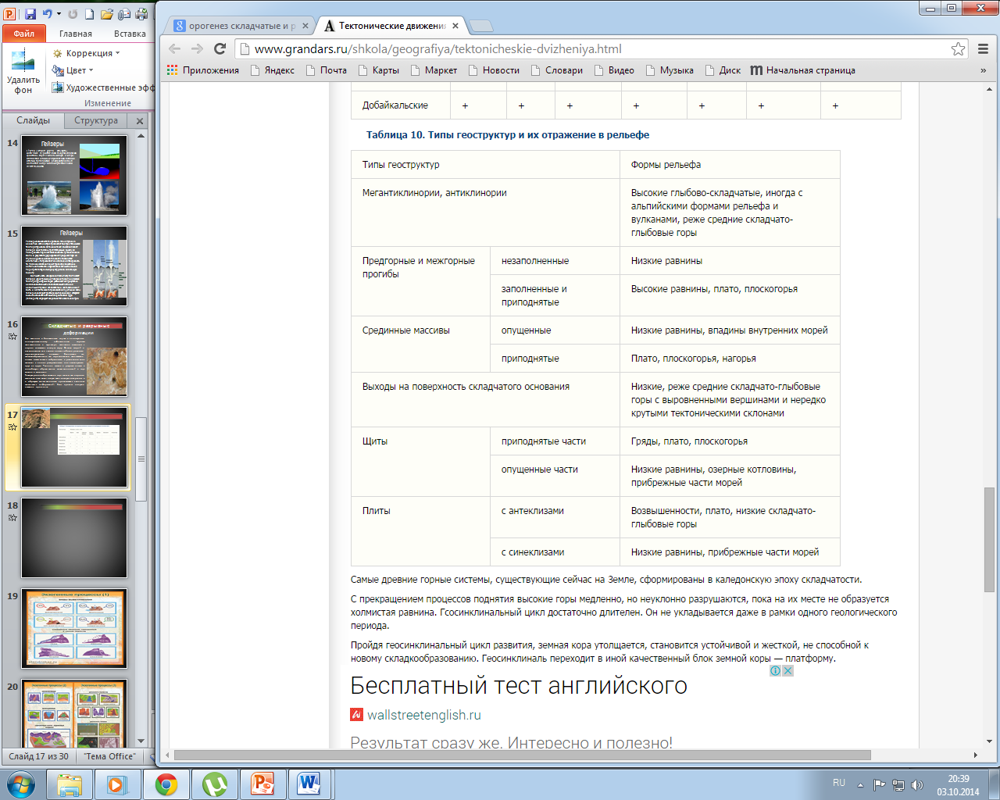 Файл
Главная
Вставка
Удалить фон
Коррекция
Цвет
Художественные эфф
Изменение
Слайды
Структура
14
Гейзеры
15
Гейзеры
16
Складчатые и разрывные
деформации
17
18
19
Экзогенные процессы (1)
20
Слайд 17 из 30
"Тема Office"
орогенез складчатые и р
Тектонические движения
www.grandars.ru/shkola/geografiya/tektonicheskie-dvizheniya.html
Приложения
Яндекс
Почта
Карты
Маркет
Новости
Словари
Видео
Музыка
Диск
Начальная страница
»
Добайкальские + + + + + + +
Таблица 10. Типы геоструктур и их отражение в рельефе
Типы геоструктур
Формы рельефа
Мегантиклинории, антиклинории
Высокие глыбово-складчатые, иногда с
альпийскими формами рельефа и
вулканами, реже средние складчато-
глыбовые горы
Предгорные и межгорные
прогибы
незаполненные
Низкие равнины
заполненные и
приподнятые
Высокие равнины, плато, плоскогорья
Срединные массивы
опущенные
Низкие равнины, впадины внутренних морей
приподнятые
Плато, плоскогорья, нагорья
Выходы на поверхность складчатого основания
Низкие, реже средние складчато-глыбовые
горы с выровненными вершинами и нередко
крутыми тектоническими склонами
Щиты
приподнятые части
Гряды, плато, плоскогорья
опущенные части
Низкие равнины, озерные котловины,
прибрежные части морей
Плиты
с антеклизами
Возвышенности, плато, низкие складчато-
глыбовые горы
с синеклизами
Низкие равнины, прибрежные части морей
Самые древние горные системы, существующие сейчас на Земле, сформированы в каледонскую эпоху складчатости.
С прекращением процессов поднятия высокие горы медленно, но неуклонно разрушаются, пока на их месте не образуется
холмистая равнина. Гсосинклинальный цикл достаточно длителен. Он не укладывается даже в рамки одного геологического
периода.
Пройдя геосинклинальный цикл развития, земная кора утолщается, становится устойчивой и жесткой, не способной к
новому складкообразованию. Геосинклиналь переходит в иной качественный блок земной коры — платформу.
Бесплатный тест английского
wallstreetenglish.ru
Результат сразу же. Интересно и полезно!
RU
20:39
03.10.2014